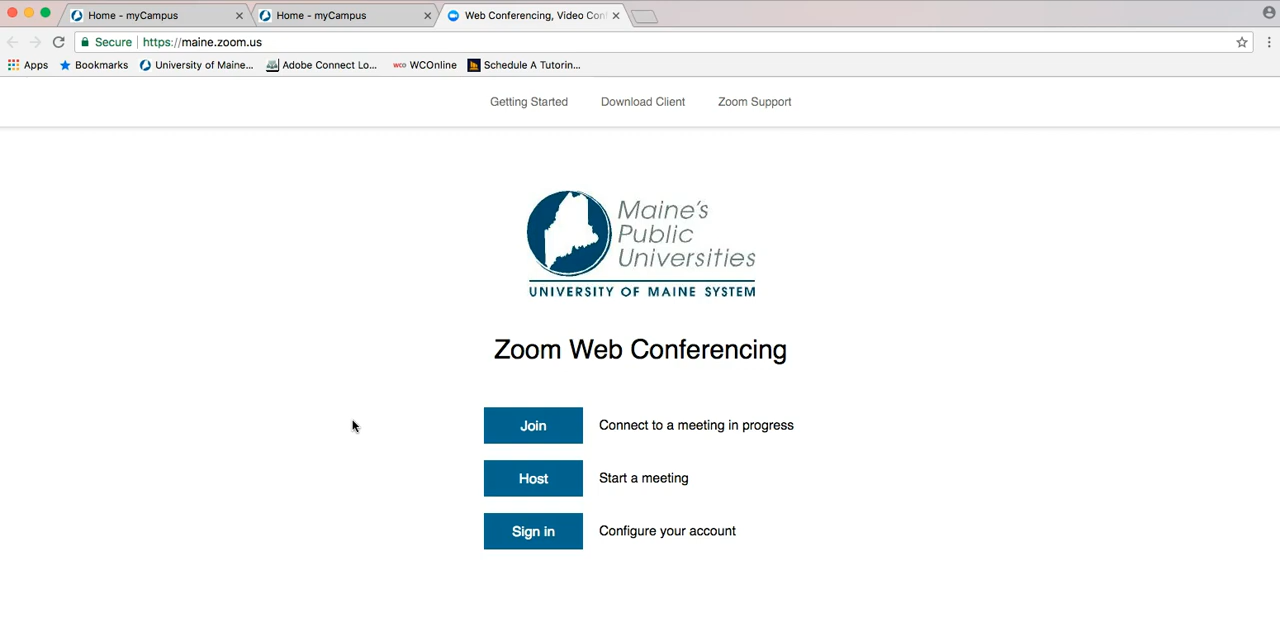 Home - myCampus
Home - myCampus
Web Conferencing, Video Con
Secure
https://maine.zoom.us
Apps
Bookmarks
University of Maine...
Adobe Connect Lo...
WCO WCOnline
Schedule A Tutorin...
Getting Started
Download Client
Zoom Support
Maine's
Public
Universities
UNIVERSITY OF MAINE SYSTEM
Zoom Web Conferencing
Join
Connect to a meeting in progress
Host
Start a meeting
Sign in
Configure your account